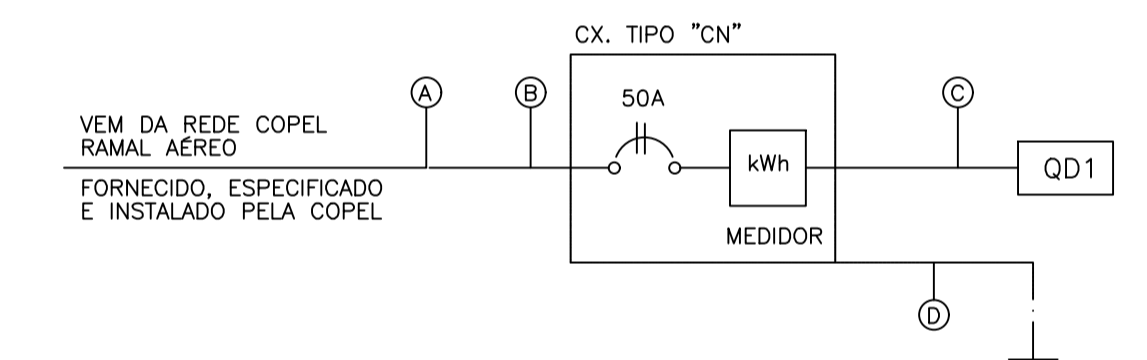 CX. TIPO "CN"
A
B
50A
C
VEM DA REDE COPEL
RAMAL AÉREO
kWh
QD1
FORNECIDO, ESPECIFICADO
E INSTALADO PELA COPEL
MEDIDOR
D